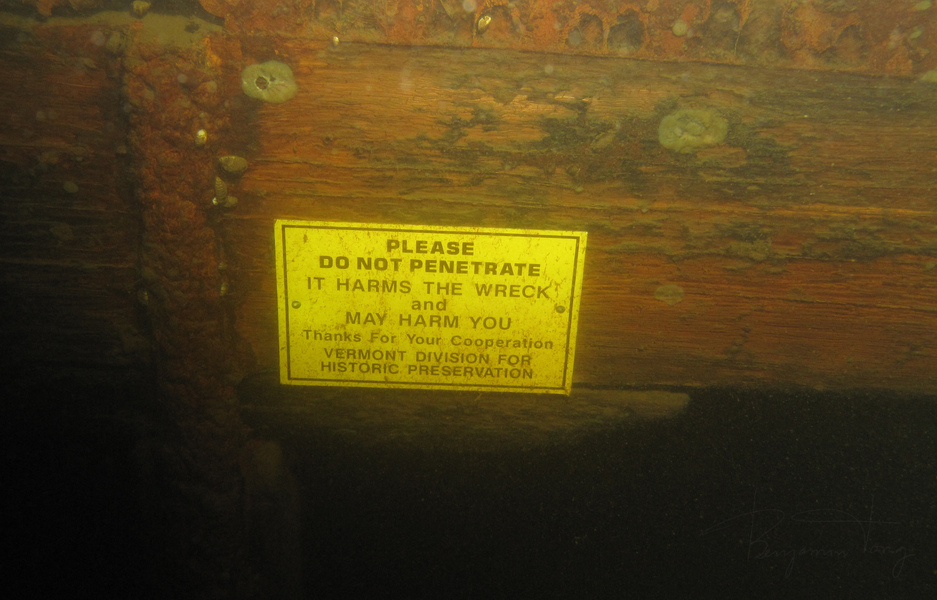 PLEASE
DO NOT PENETRATE
IT HARMS THE WRECK
and
MAY HARM YOU
Thanks For Your Cooperation
VERMONT DIVISION FOR
HISTORIC PRESERVATION
Benjamin